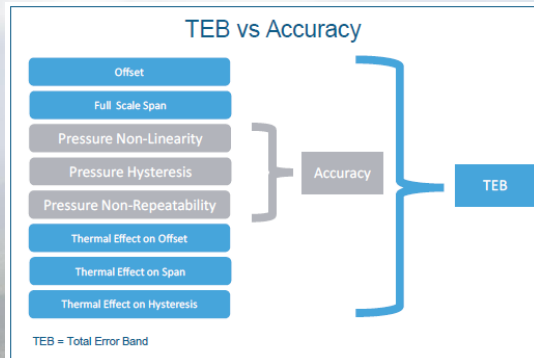 TEB vs Accuracy
Offset
Full Scale Span
Pressure Non-Linearity
Pressure Hysteresis
Pressure Non-Repeatability
Thermal Effect on Offset
Thermal Effect on Span
Thermal Effect on Hysteresis
Accuracy
TEB
TEB = Total Error Band